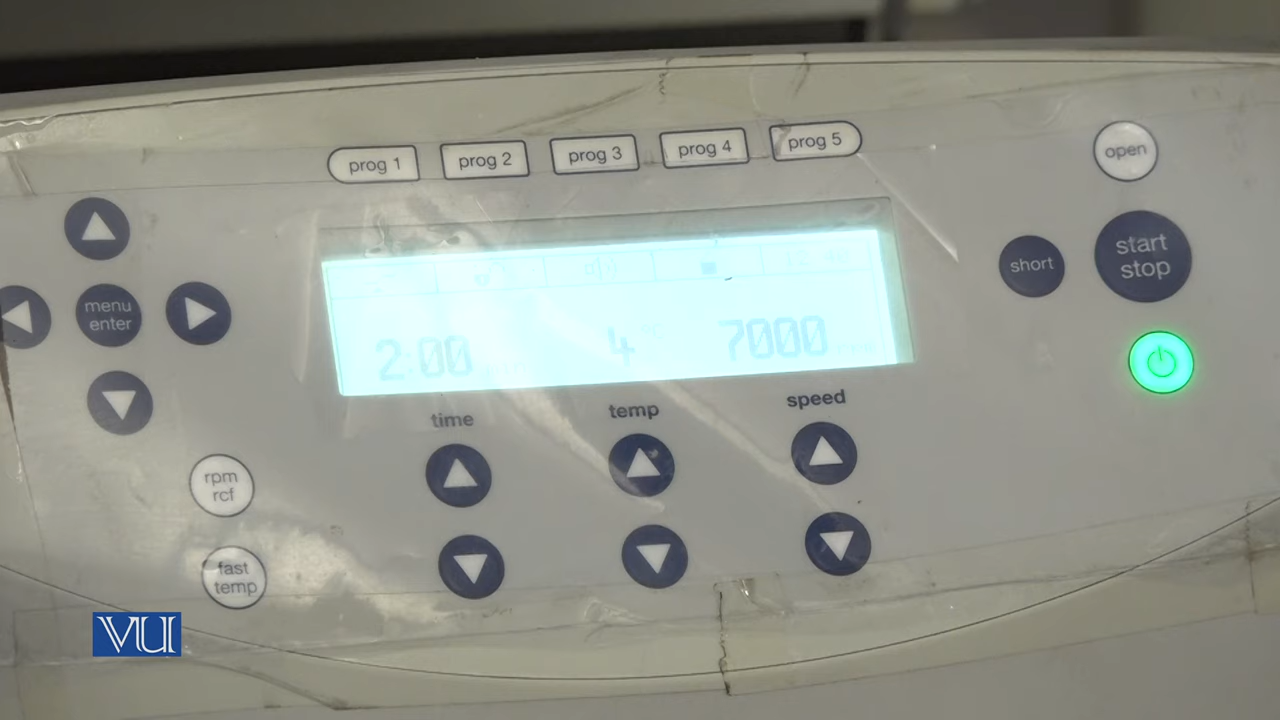 prog 1 prog 2 prog 3 prog 4 prog 5
open
start
stop
short
menu
enter
2:00 4 °C 7000
time temp speed
rpm
rcf
fast
temp
VU